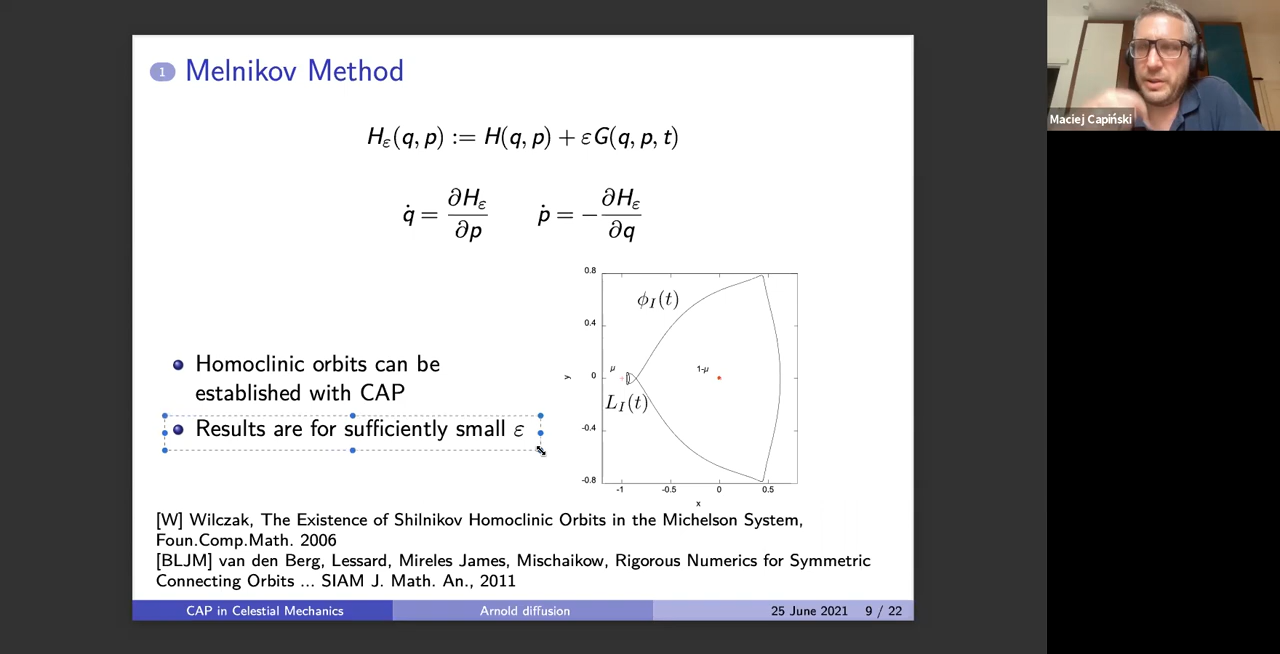 1 Melnikov Method
Hε(q, p) := H(q, p) + εG(q, p, t)
q̇ = ∂Hε/∂p    ṗ = −∂Hε/∂q
Homoclinic orbits can be
established with CAP
Results are for sufficiently small ε
0.8
0.4
0
-0.4
-0.8
y
ϕI(t)
μ
1-μ
LI(t)
-1 -0.5 0 0.5
x
[W] Wilczak, The Existence of Shilnikov Homoclinic Orbits in the Michelson System,
Foun.Comp.Math. 2006
[BLJM] van den Berg, Lessard, Mireles James, Mischaikow, Rigorous Numerics for Symmetric
Connecting Orbits ... SIAM J. Math. An., 2011
CAP in Celestial Mechanics Arnold diffusion 25 June 2021 9 / 22
Maciej Capiński